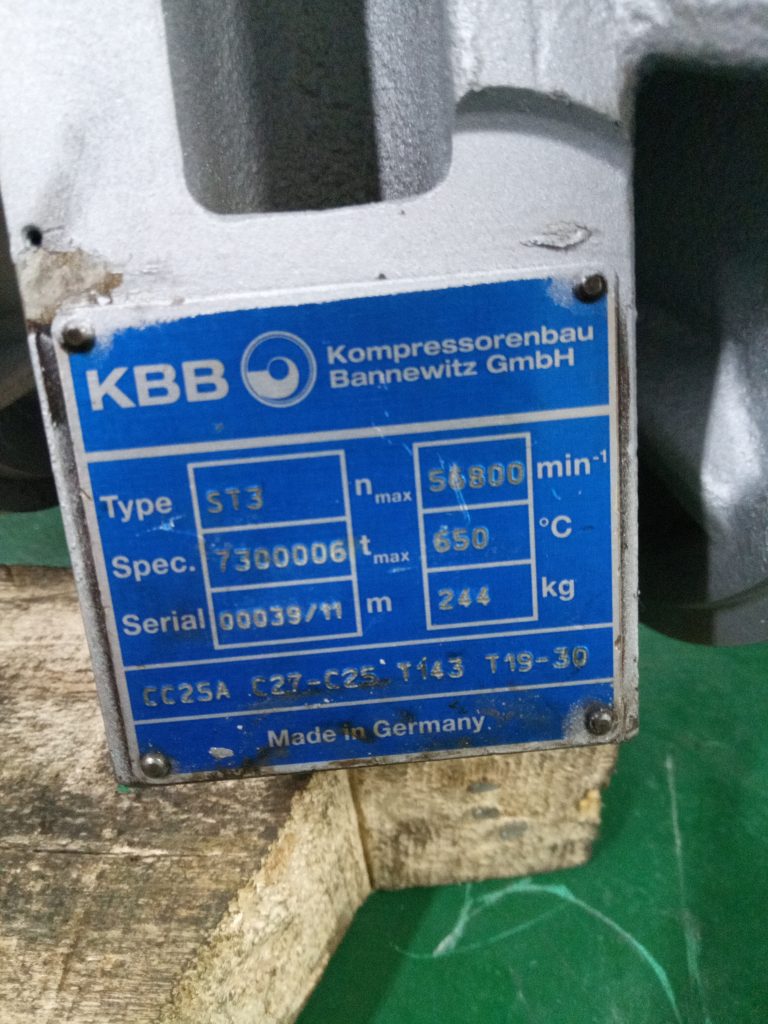 KBB Kompressorenbau
Bannewitz GmbH
Type ST3 nmax 56800 min⁻¹
Spec. 7300006 tmax 650 °C
Serial 00039/11 m 244 kg
CC25A C27-C25 T143 T19-30
Made in Germany